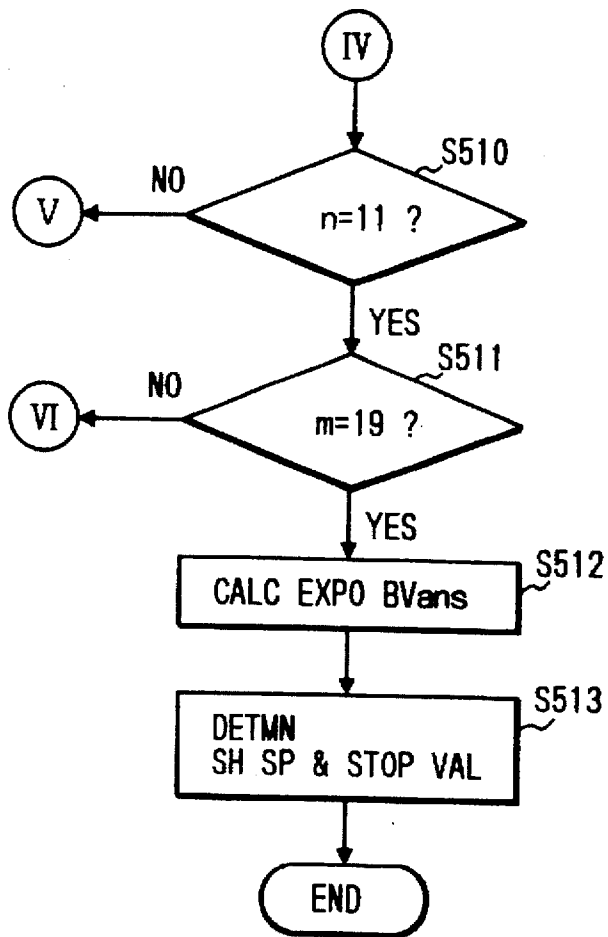 IV
S510
NO
V
n=11 ?
YES
S511
NO
VI
m=19 ?
YES
S512
CALC EXPO BVans
S513
DETMN
SH SP & STOP VAL
END